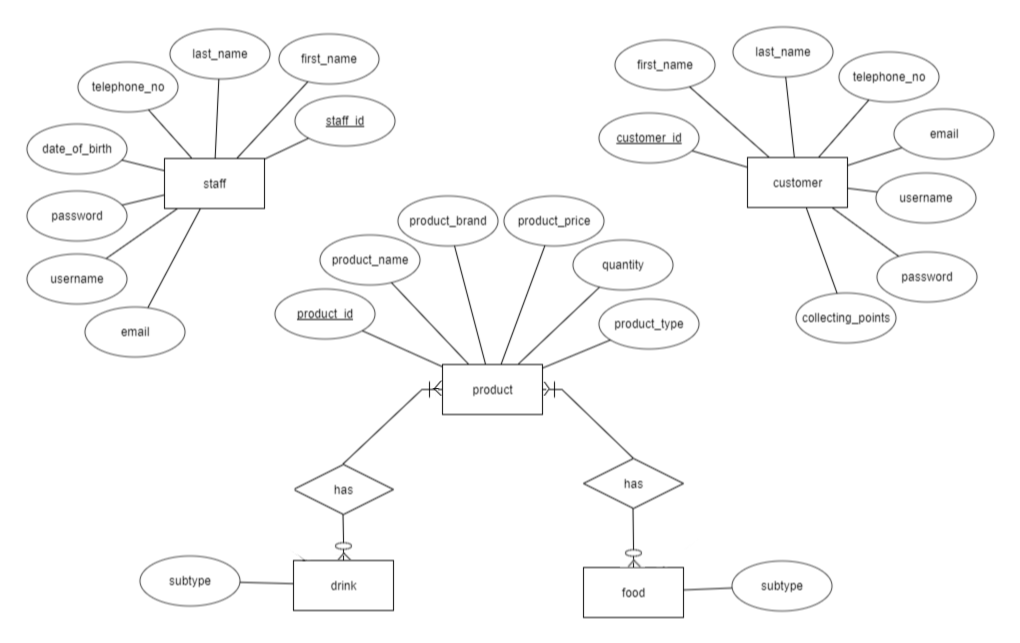 last_name
first_name
telephone_no
staff_id
date_of_birth
staff
password
username
email
first_name
last_name
telephone_no
customer_id
email
customer
username
password
collecting_points
product_brand
product_price
product_name
quantity
product_id
product_type
product
has
has
subtype
drink
food
subtype